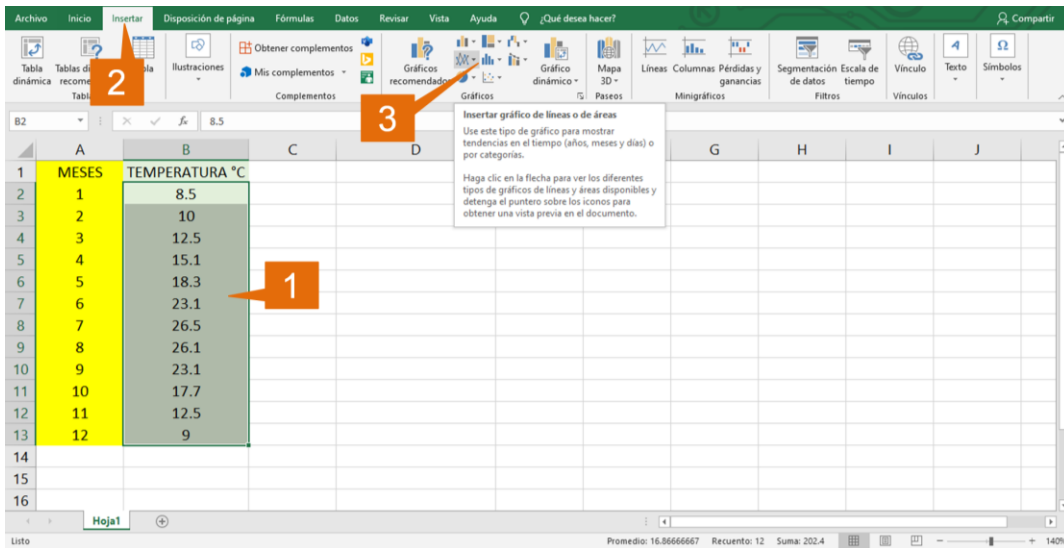 Archivo Inicio Insertar Disposición de página Fórmulas Datos Revisar Vista Ayuda ¿Qué desea hacer? Compartir
Tabla dinámica
Tablas
Ilustraciones
Obtener complementos
Mis complementos
Complementos
Gráficos recomendados
Gráficos
Gráfico dinámico
Mapa 3D
Paseos
Líneas Columnas Pérdidas y ganancias
Minigráficos
Segmentación de datos
Escala de tiempo
Filtros
Vínculo
Vínculos
Texto
Símbolos
2
3
B2 fx 8.5
Insertar gráfico de líneas o de áreas
Use este tipo de gráfico para mostrar
tendencias en el tiempo (años, meses y días) o
por categorías.
Haga clic en la flecha para ver los diferentes
tipos de gráficos de líneas y áreas disponibles y
detenga el puntero sobre los iconos para
obtener una vista previa en el documento.
A B C D G H I J
1 MESES TEMPERATURA °C
2 1 8.5
3 2 10
4 3 12.5
5 4 15.1
6 5 18.3
7 6 23.1
8 7 26.5
9 8 26.1
10 9 23.1
11 10 17.7
12 11 12.5
13 12 9
14
15
16
1
Hoja1
Listo Promedio: 16.86666667 Recuento: 12 Suma: 202.4 140%